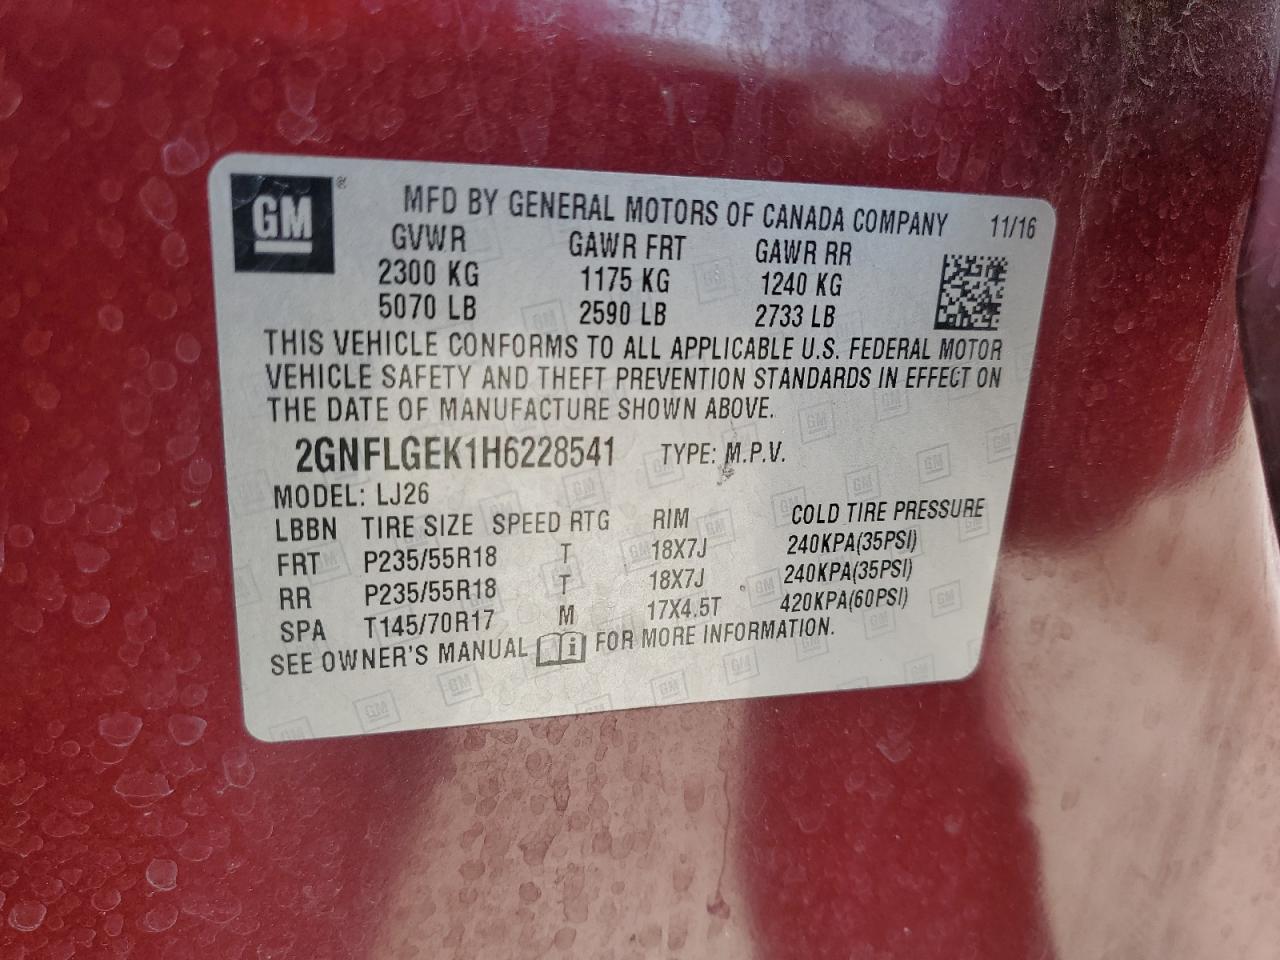 GM ® MFD BY GENERAL MOTORS OF CANADA COMPANY 11/16
GVWR GAWR FRT GAWR RR
2300 KG 1175 KG 1240 KG
5070 LB 2590 LB 2733 LB
THIS VEHICLE CONFORMS TO ALL APPLICABLE U.S. FEDERAL MOTOR
VEHICLE SAFETY AND THEFT PREVENTION STANDARDS IN EFFECT ON
THE DATE OF MANUFACTURE SHOWN ABOVE.
2GNFLGEK1H6228541 TYPE: M.P.V.
MODEL: LJ26
LBBN TIRE SIZE SPEED RTG RIM COLD TIRE PRESSURE
FRT P235/55R18 T 18X7J 240KPA(35PSI)
RR P235/55R18 T 18X7J 240KPA(35PSI)
SPA T145/70R17 M 17X4.5T 420KPA(60PSI)
SEE OWNER'S MANUAL i FOR MORE INFORMATION.